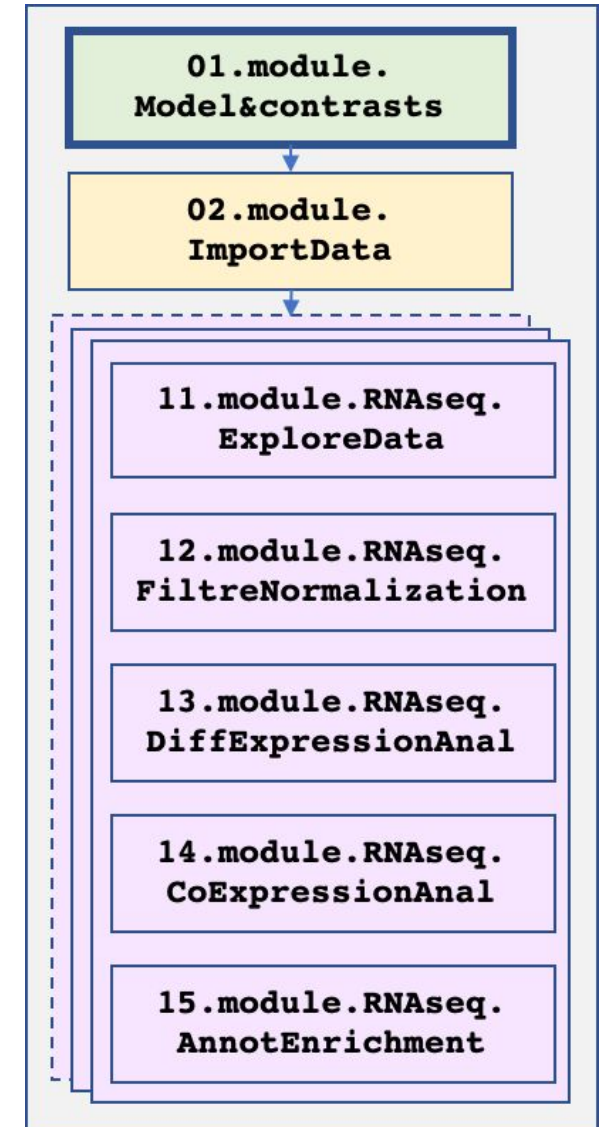 01.module.
Model&contrasts
02.module.
ImportData
11.module.RNAseq.
ExploreData
12.module.RNAseq.
FiltreNormalization
13.module.RNAseq.
DiffExpressionAnal
14.module.RNAseq.
CoExpressionAnal
15.module.RNAseq.
AnnotEnrichment